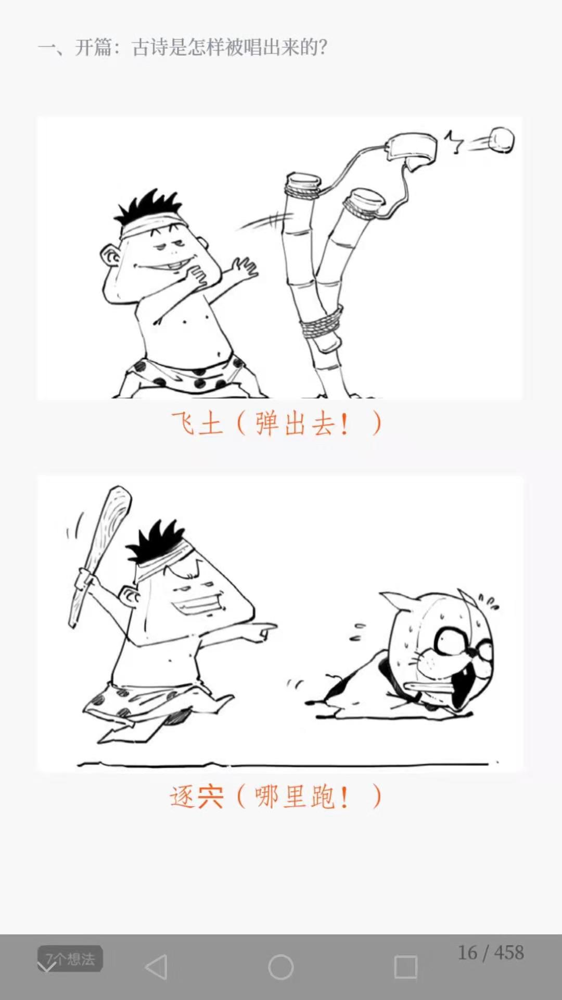 一、开篇：古诗是怎样被唱出来的？
飞土（弹出去！）
逐宍（哪里跑！）
7个想法
16 / 458